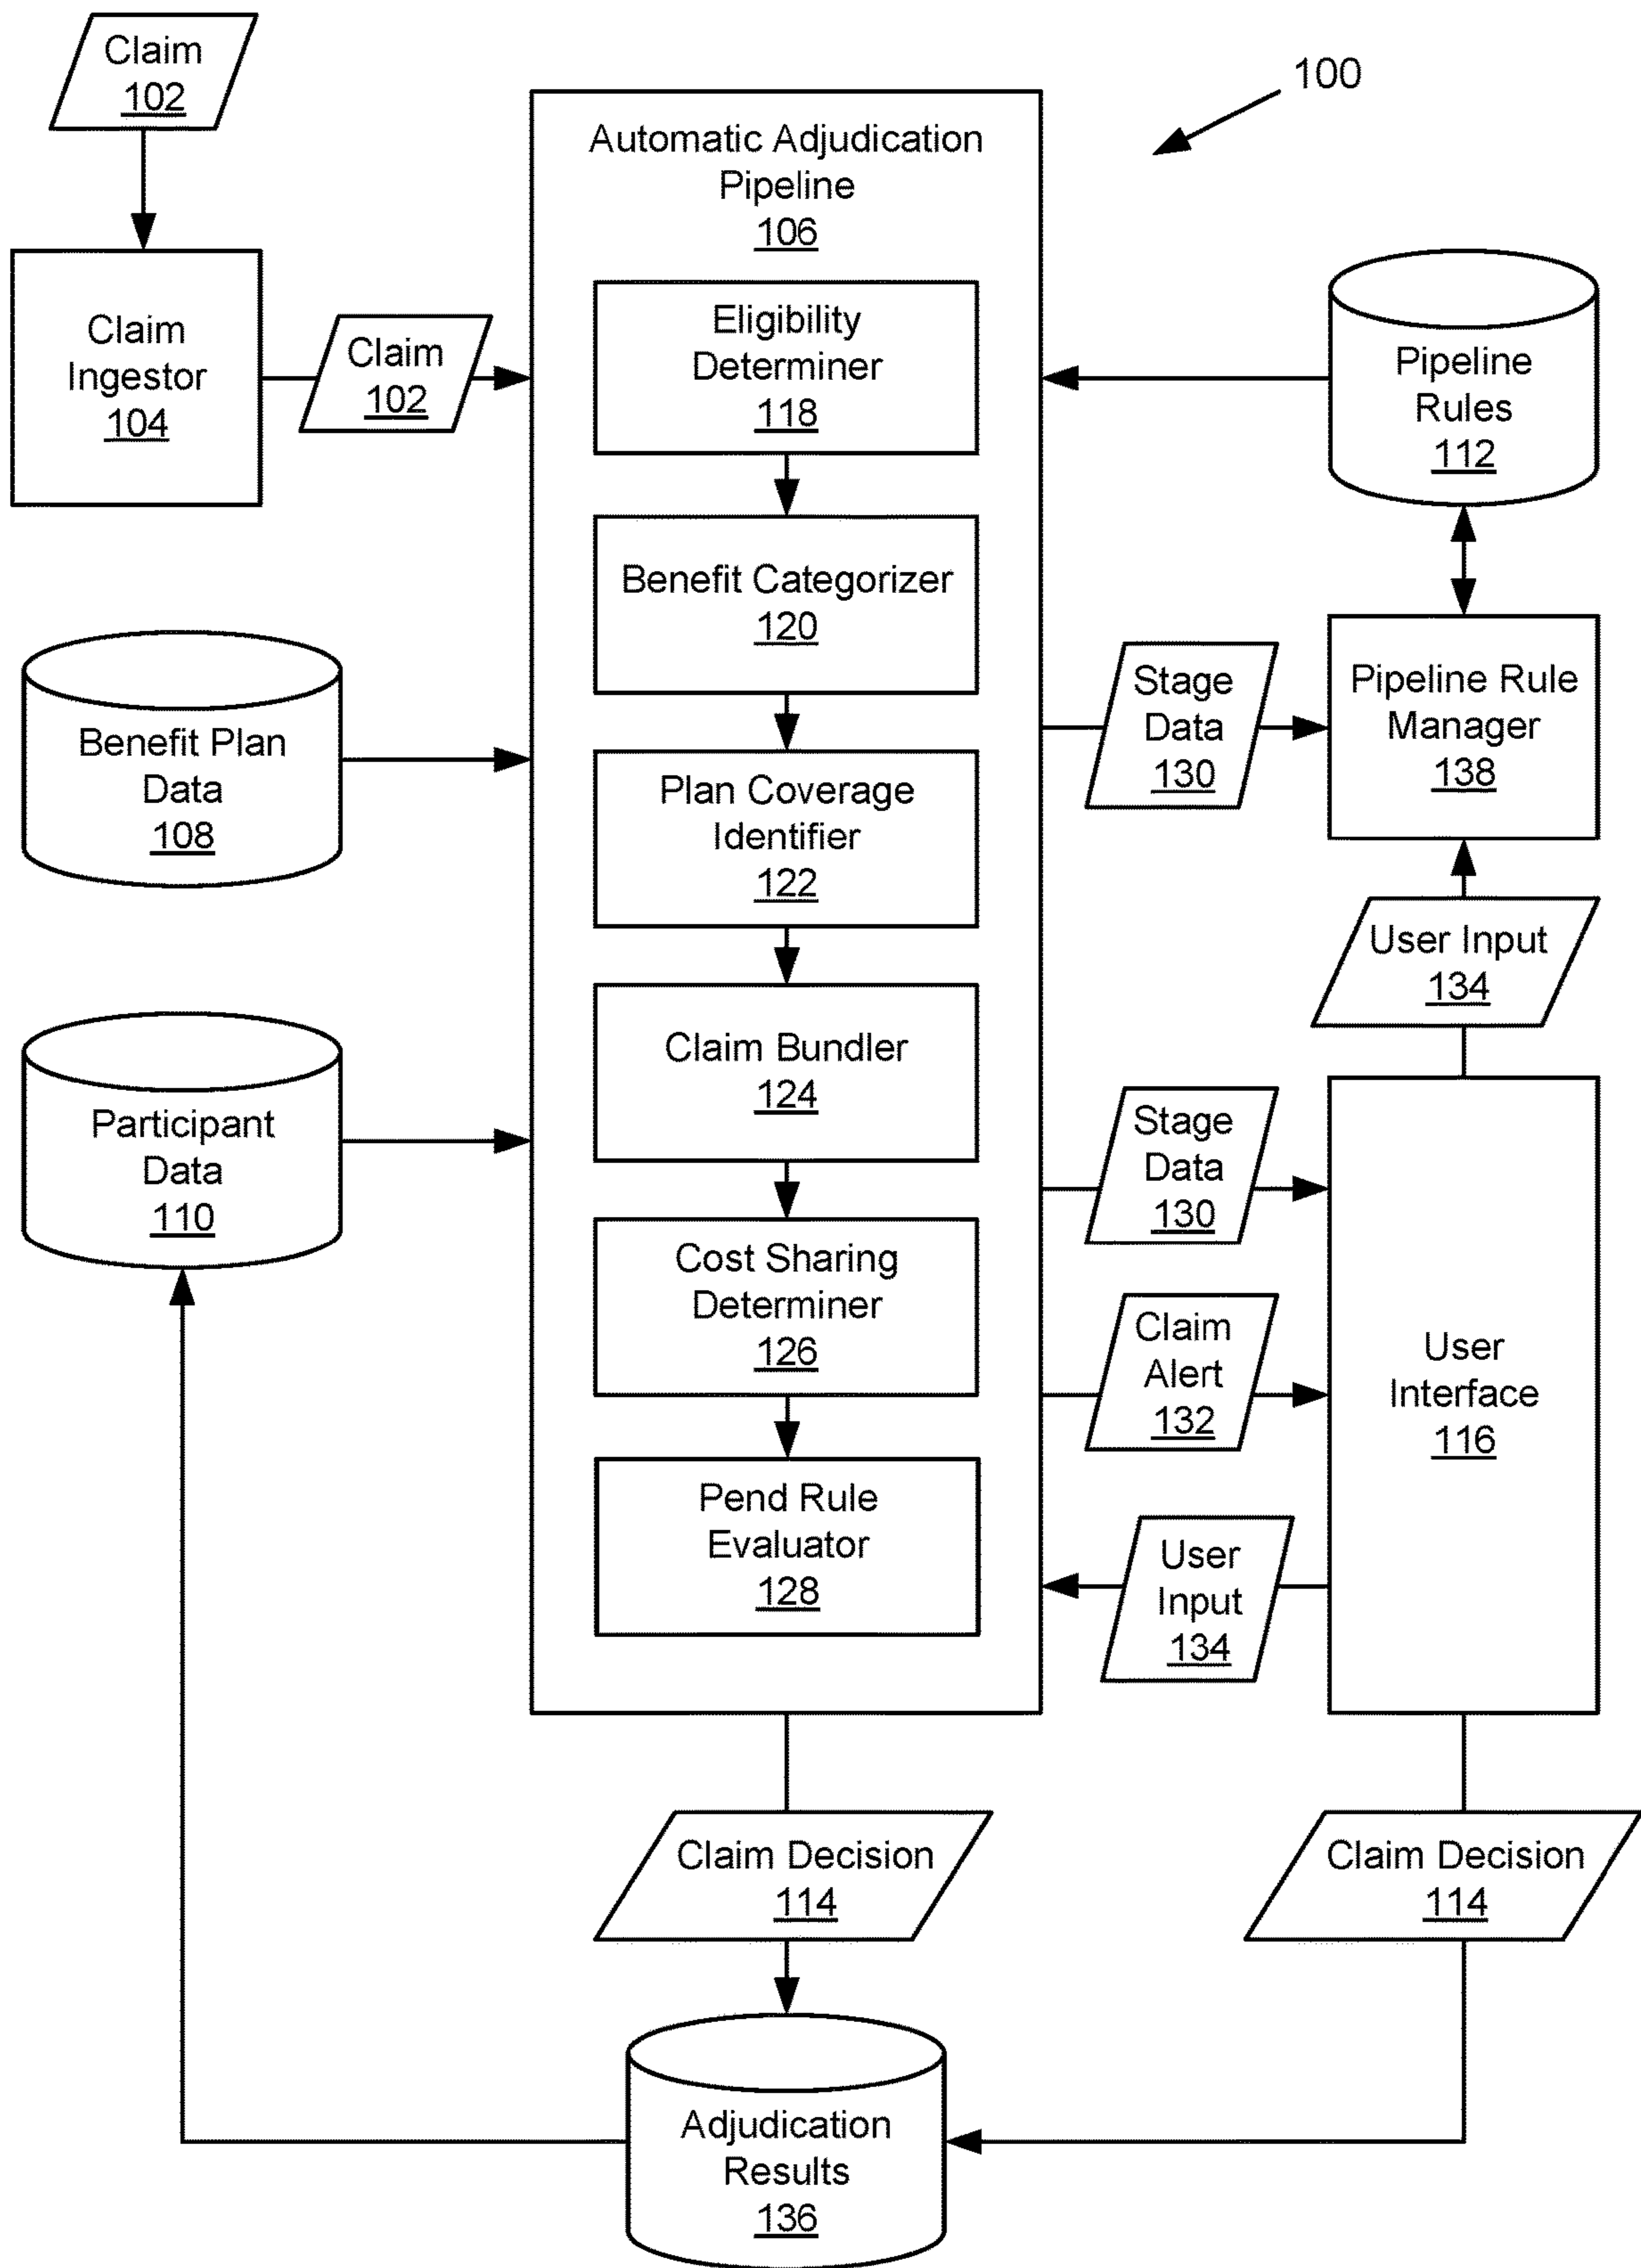 Claim
102
100
Automatic Adjudication
Pipeline
106
Claim
Ingestor
104
Claim
102
Eligibility
Determiner
118
Pipeline
Rules
112
Benefit Categorizer
120
Stage
Data
130
Pipeline Rule
Manager
138
Benefit Plan
Data
108
Plan Coverage
Identifier
122
User Input
134
Participant
Data
110
Claim Bundler
124
Stage
Data
130
Cost Sharing
Determiner
126
Claim
Alert
132
User
Interface
116
Pend Rule
Evaluator
128
User
Input
134
Claim Decision
114
Claim Decision
114
Adjudication
Results
136